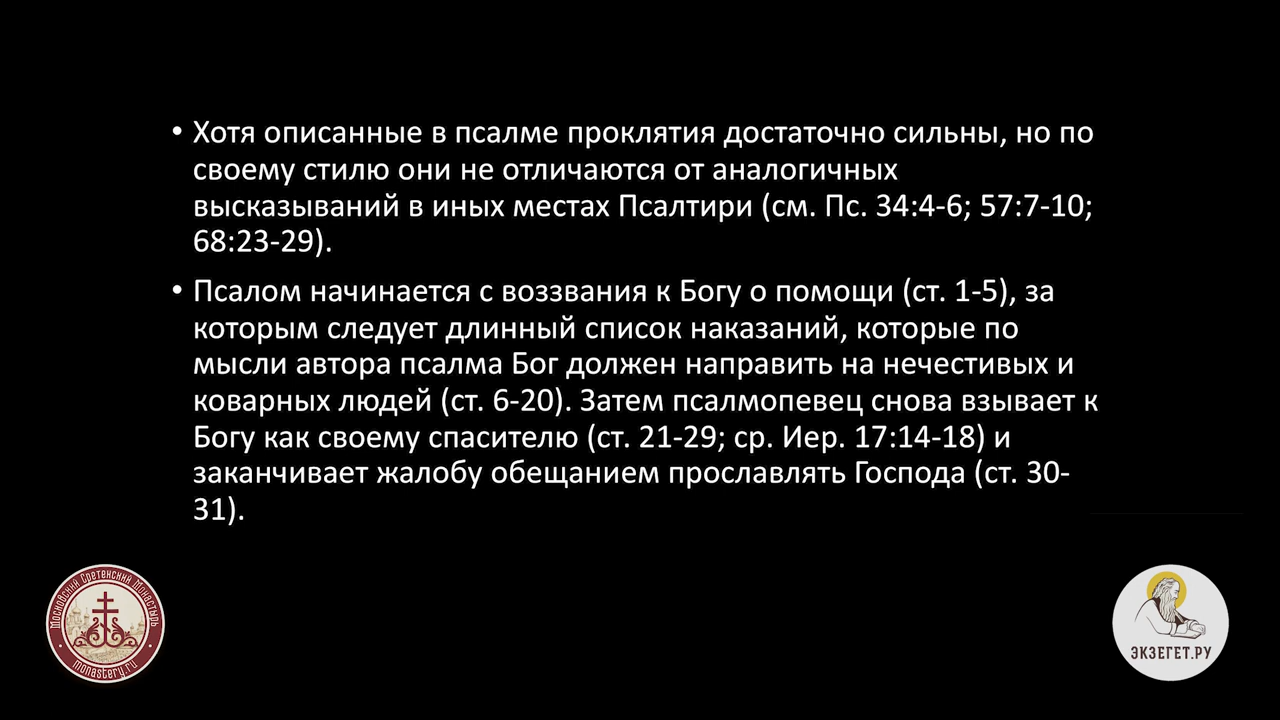 • Хотя описанные в псалме проклятия достаточно сильны, но по
своему стилю они не отличаются от аналогичных
высказываний в иных местах Псалтири (см. Пс. 34:4-6; 57:7-10;
68:23-29).
• Псалом начинается с воззвания к Богу о помощи (ст. 1-5), за
которым следует длинный список наказаний, которые по
мысли автора псалма Бог должен направить на нечестивых и
коварных людей (ст. 6-20). Затем псалмопевец снова взывает к
Богу как своему спасителю (ст. 21-29; ср. Иер. 17:14-18) и
заканчивает жалобу обещанием прославлять Господа (ст. 30-
31).
Московский Сретенский Монастырь
monastery.ru
ЭКЗЕГЕТ.РУ